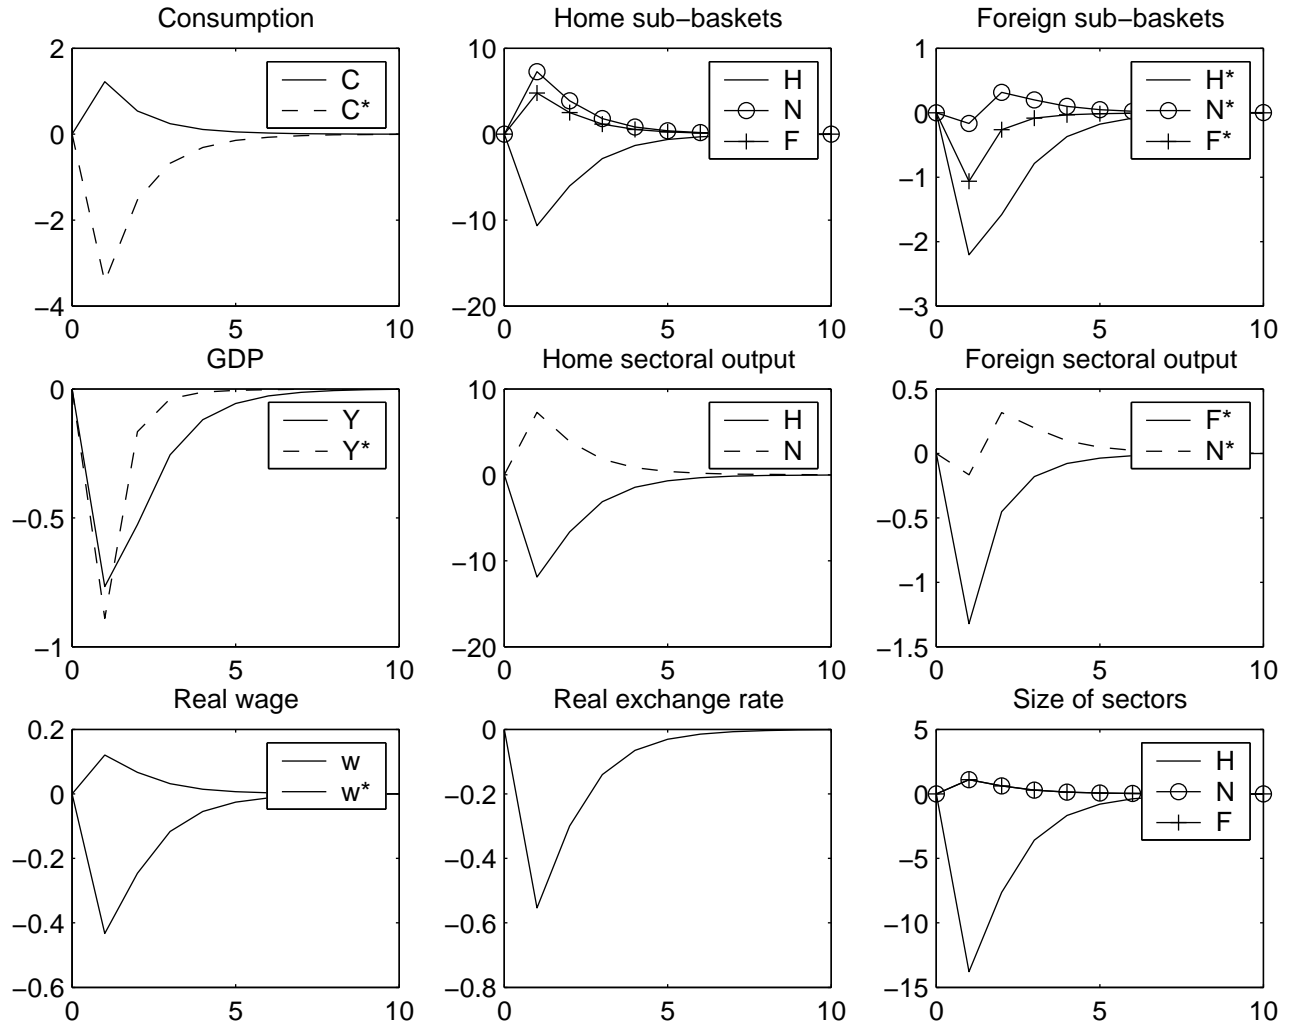 Consumption
2
0
−2
−4
0
5
10
C
C*
Home sub−baskets
10
0
−10
−20
0
5
10
H
N
F
Foreign sub−baskets
1
0
−1
−2
−3
0
5
10
H*
N*
F*
GDP
0
−0.5
−1
0
5
10
Y
Y*
Home sectoral output
10
0
−10
−20
0
5
10
H
N
Foreign sectoral output
0.5
0
−0.5
−1
−1.5
0
5
10
F*
N*
Real wage
0.2
0
−0.2
−0.4
−0.6
0
5
10
w
w*
Real exchange rate
0
−0.2
−0.4
−0.6
−0.8
0
5
10
Size of sectors
5
0
−5
−10
−15
0
5
10
H
N
F